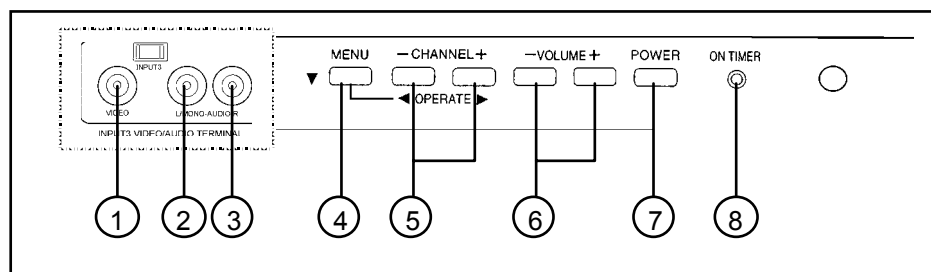 MENU
−CHANNEL+
−VOLUME+
POWER
ON TIMER
INPUT3
▼
◀ OPERATE ▶
VIDEO
L/MONO-AUDIO-R
INPUT3 VIDEO/AUDIO TERMINAL
1
2
3
4
5
6
7
8